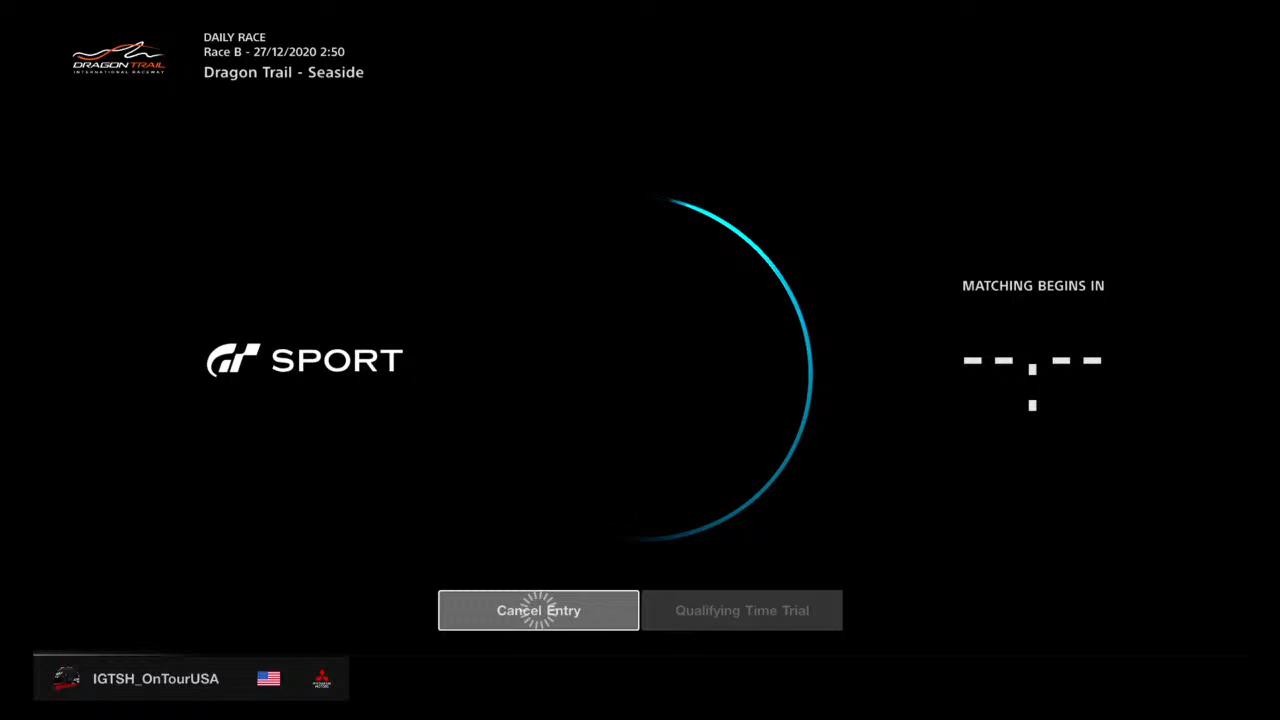 DAILY RACE
Race B - 27/12/2020 2:50
Dragon Trail - Seaside
DRAGON TRAIL
INTERNATIONAL RACEWAY
MATCHING BEGINS IN
-- : --
GT SPORT
Cancel Entry
Qualifying Time Trial
IGTSH_OnTourUSA